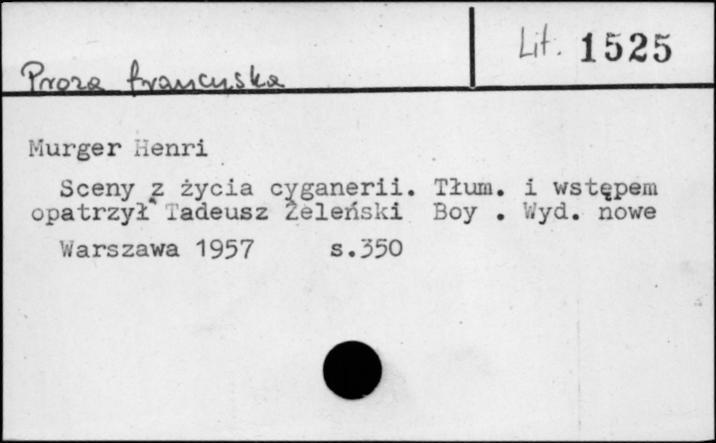 Lit. 1525
Proza francuska
Murger Henri
Sceny z życia cyganerii. Tłum. i wstępem
opatrzył Tadeusz Żeleński Boy . Wyd. nowe
Warszawa 1957 s.350